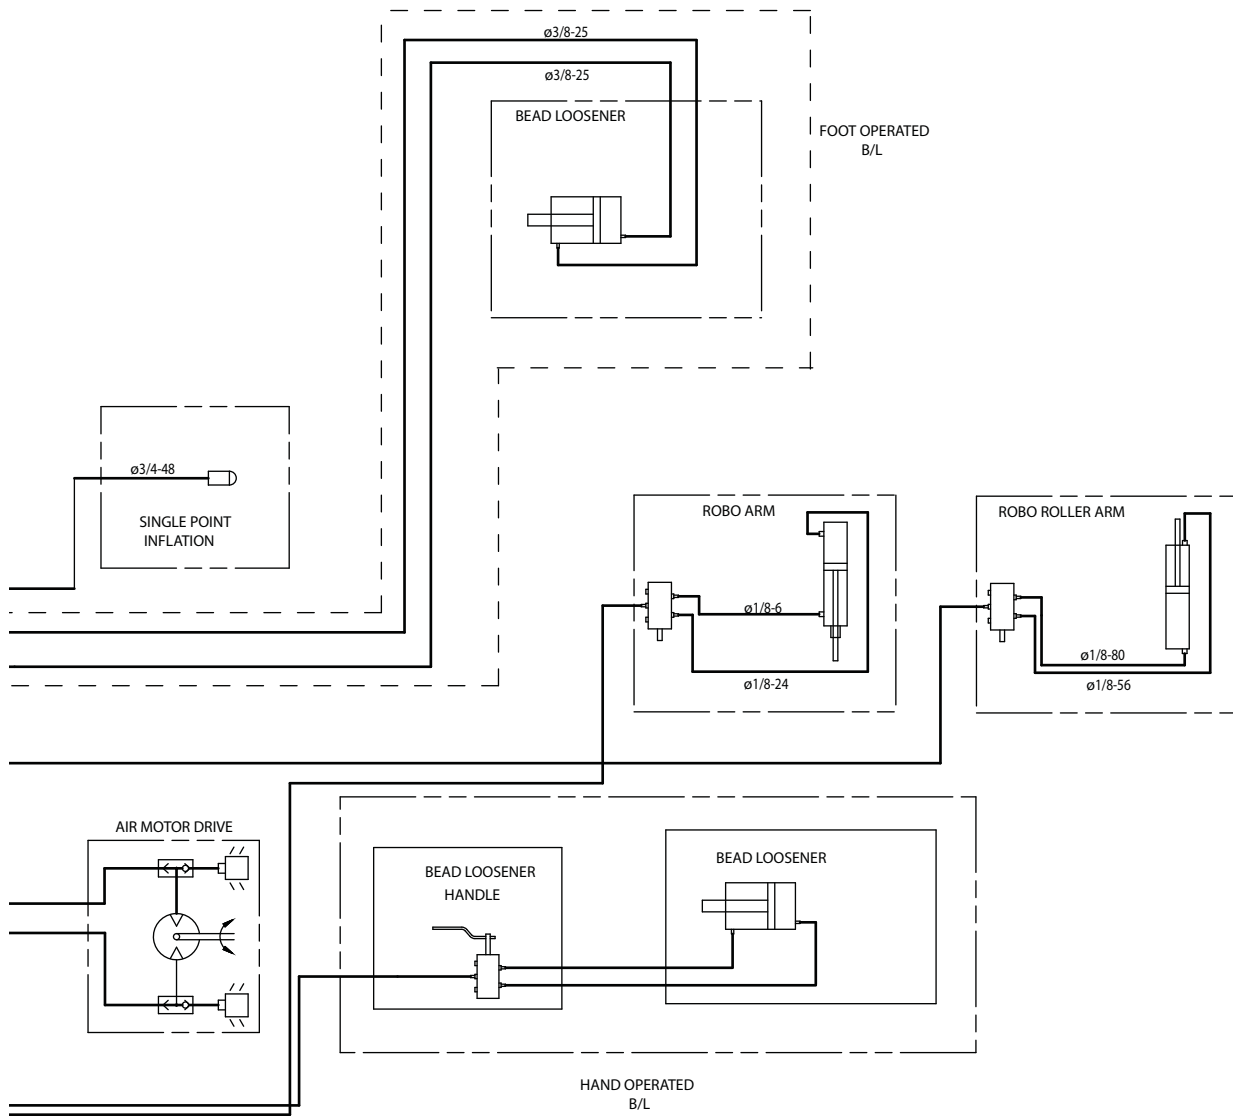 ø3/8-25
ø3/8-25
BEAD LOOSENER
FOOT OPERATED
B/L
ø3/4-48
SINGLE POINT
INFLATION
ROBO ARM
ø1/8-6
ø1/8-24
ROBO ROLLER ARM
ø1/8-80
ø1/8-56
AIR MOTOR DRIVE
BEAD LOOSENER
HANDLE
BEAD LOOSENER
HAND OPERATED
B/L